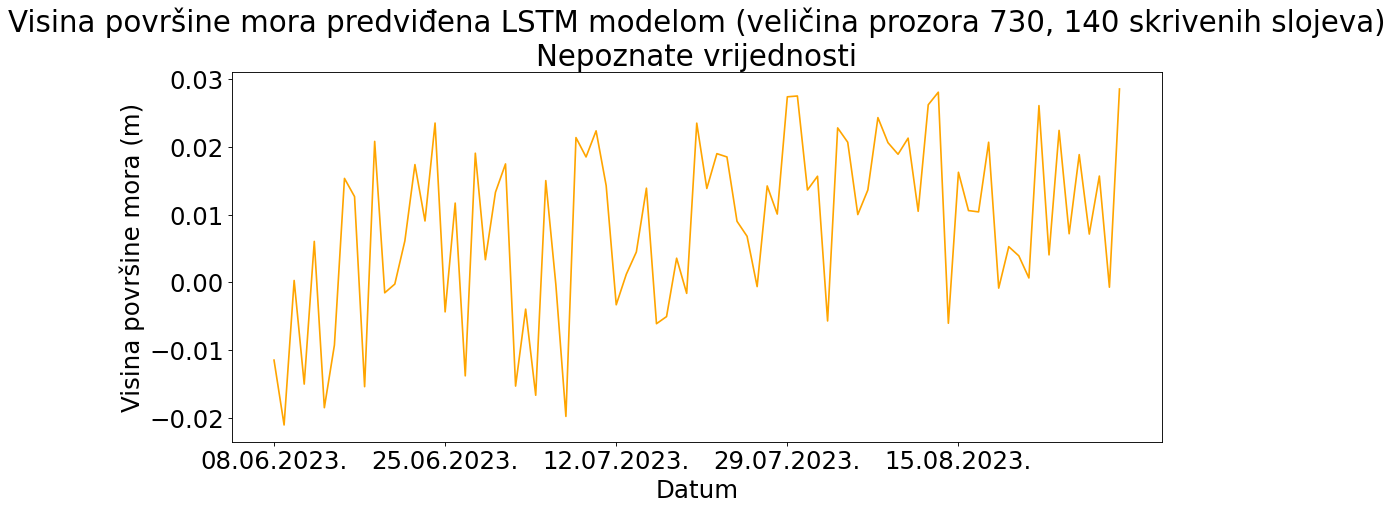 Visina površine mora predviđena LSTM modelom (veličina prozora 730, 140 skrivenih slojeva)
Nepoznate vrijednosti
Visina površine mora (m)
0.03
0.02
0.01
0.00
−0.01
−0.02
08.06.2023. 25.06.2023. 12.07.2023. 29.07.2023. 15.08.2023.
Datum